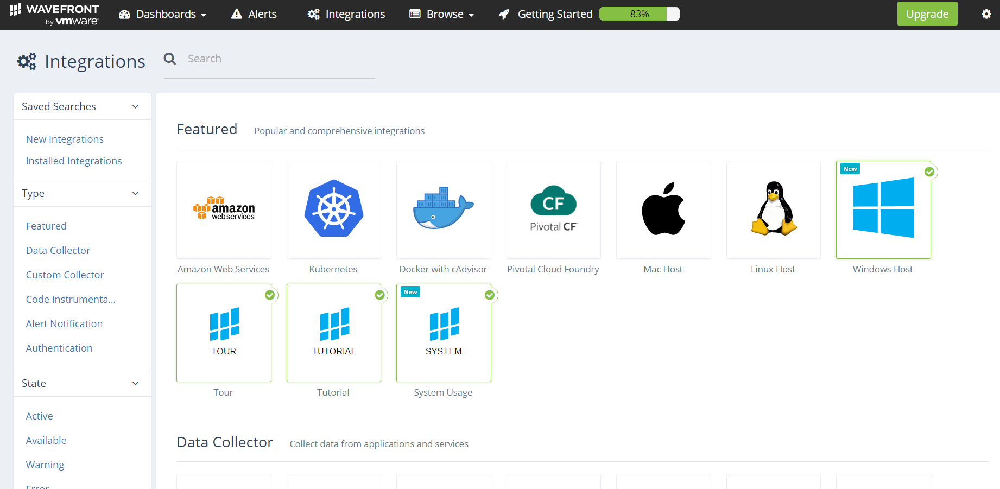 WAVEFRONT
by vmware
Dashboards
Alerts
Integrations
Browse
Getting Started
83%
Upgrade
Integrations
Search
Saved Searches
New Integrations
Installed Integrations
Type
Featured
Data Collector
Custom Collector
Code Instrumenta...
Alert Notification
Authentication
State
Active
Available
Warning
Error
Featured
Popular and comprehensive integrations
amazon
web services
CF
Pivotal CF
New
Amazon Web Services
Kubernetes
Docker with cAdvisor
Pivotal Cloud Foundry
Mac Host
Linux Host
Windows Host
TOUR
TUTORIAL
New
SYSTEM
Tour
Tutorial
System Usage
Data Collector
Collect data from applications and services